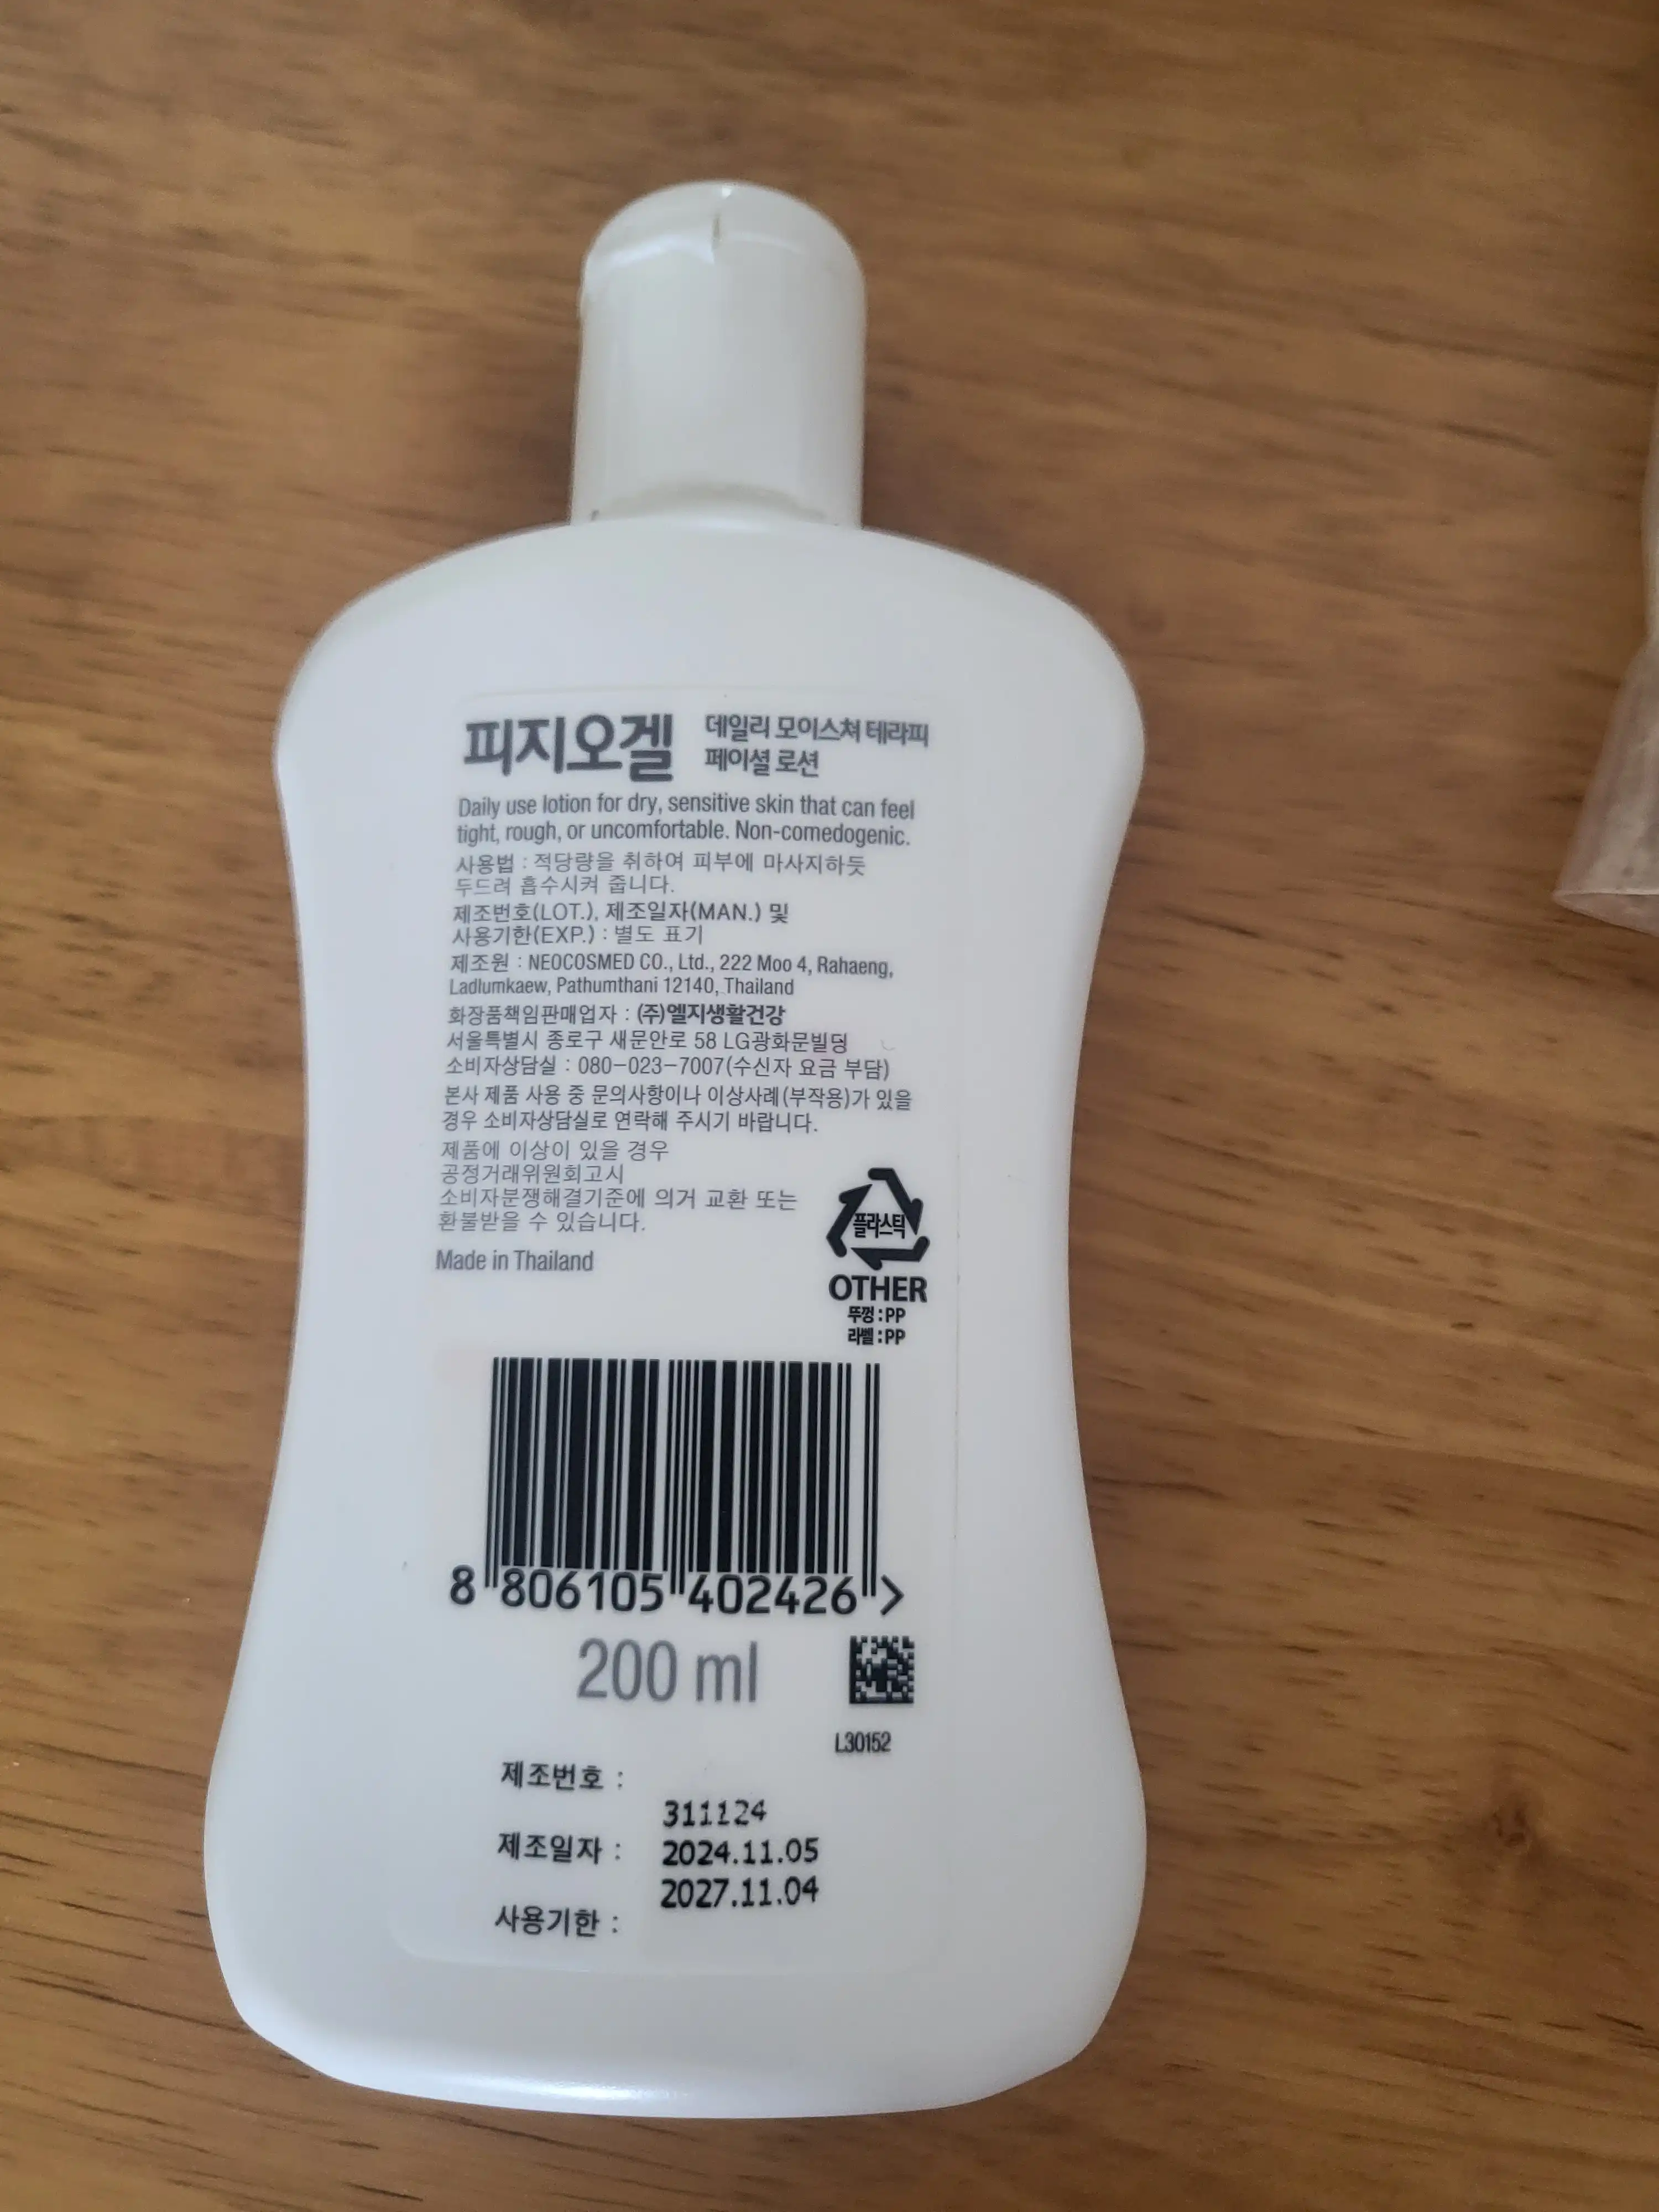 피지오겔
데일리 모이스쳐 테라피
페이셜 로션
Daily use lotion for dry, sensitive skin that can feel
tight, rough, or uncomfortable. Non-comedogenic.
사용법 : 적당량을 취하여 피부에 마사지하듯
두드려 흡수시켜 줍니다.
제조번호(LOT.), 제조일자(MAN.) 및
사용기한(EXP.) : 별도 표기
제조원 : NEOCOSMED CO., Ltd., 222 Moo 4, Rahaeng,
Ladlumkaew, Pathumthani 12140, Thailand
화장품책임판매업자 : (주)엘지생활건강
서울특별시 종로구 새문안로 58 LG광화문빌딩
소비자상담실 : 080-023-7007(수신자 요금 부담)
본사 제품 사용 중 문의사항이나 이상사례(부작용)가 있을
경우 소비자상담실로 연락해 주시기 바랍니다.
제품에 이상이 있을 경우
공정거래위원회고시
소비자분쟁해결기준에 의거 교환 또는
환불받을 수 있습니다.
Made in Thailand
플라스틱
OTHER
뚜껑:PP
라벨:PP
8 806105 402426 >
200 ml
L30152
제조번호 :
311124
제조일자 : 2024.11.05
2027.11.04
사용기한 :